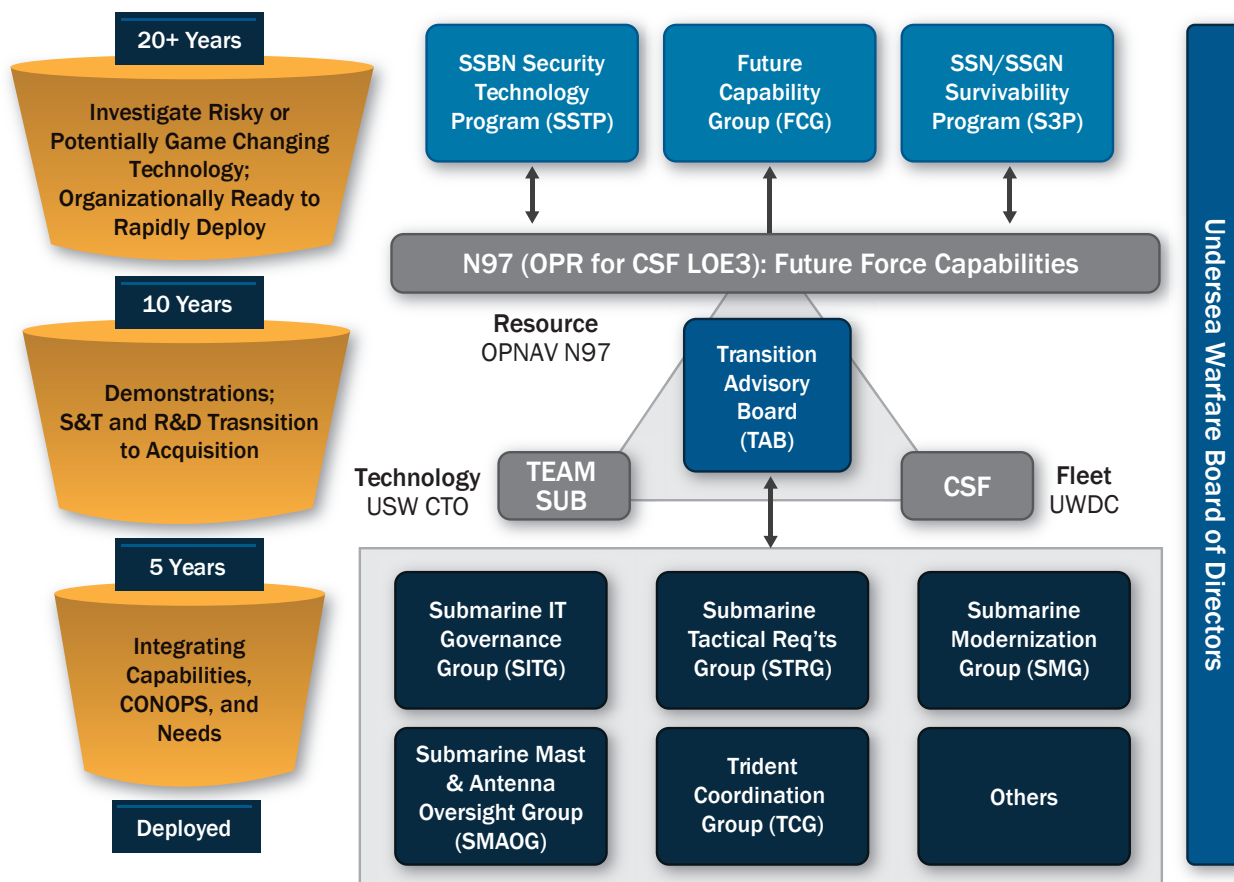 20+ Years
Investigate Risky or
Potentially Game Changing
Technology;
Organizationally Ready to
Rapidly Deploy
10 Years
Demonstrations;
S&T and R&D Trasnsition
to Acquisition
5 Years
Integrating
Capabilities,
CONOPS, and
Needs
Deployed
SSBN Security
Technology
Program (SSTP)
Future
Capability
Group (FCG)
SSN/SSGN
Survivability
Program (S3P)
N97 (OPR for CSF LOE3): Future Force Capabilities
Resource
OPNAV N97
Transition
Advisory
Board
(TAB)
Technology
USW CTO
TEAM
SUB
CSF
Fleet
UWDC
Submarine IT
Governance
Group (SITG)
Submarine
Tactical Req'ts
Group (STRG)
Submarine
Modernization
Group (SMG)
Submarine Mast
& Antenna
Oversight Group
(SMAOG)
Trident
Coordination
Group (TCG)
Others
Undersea Warfare Board of Directors